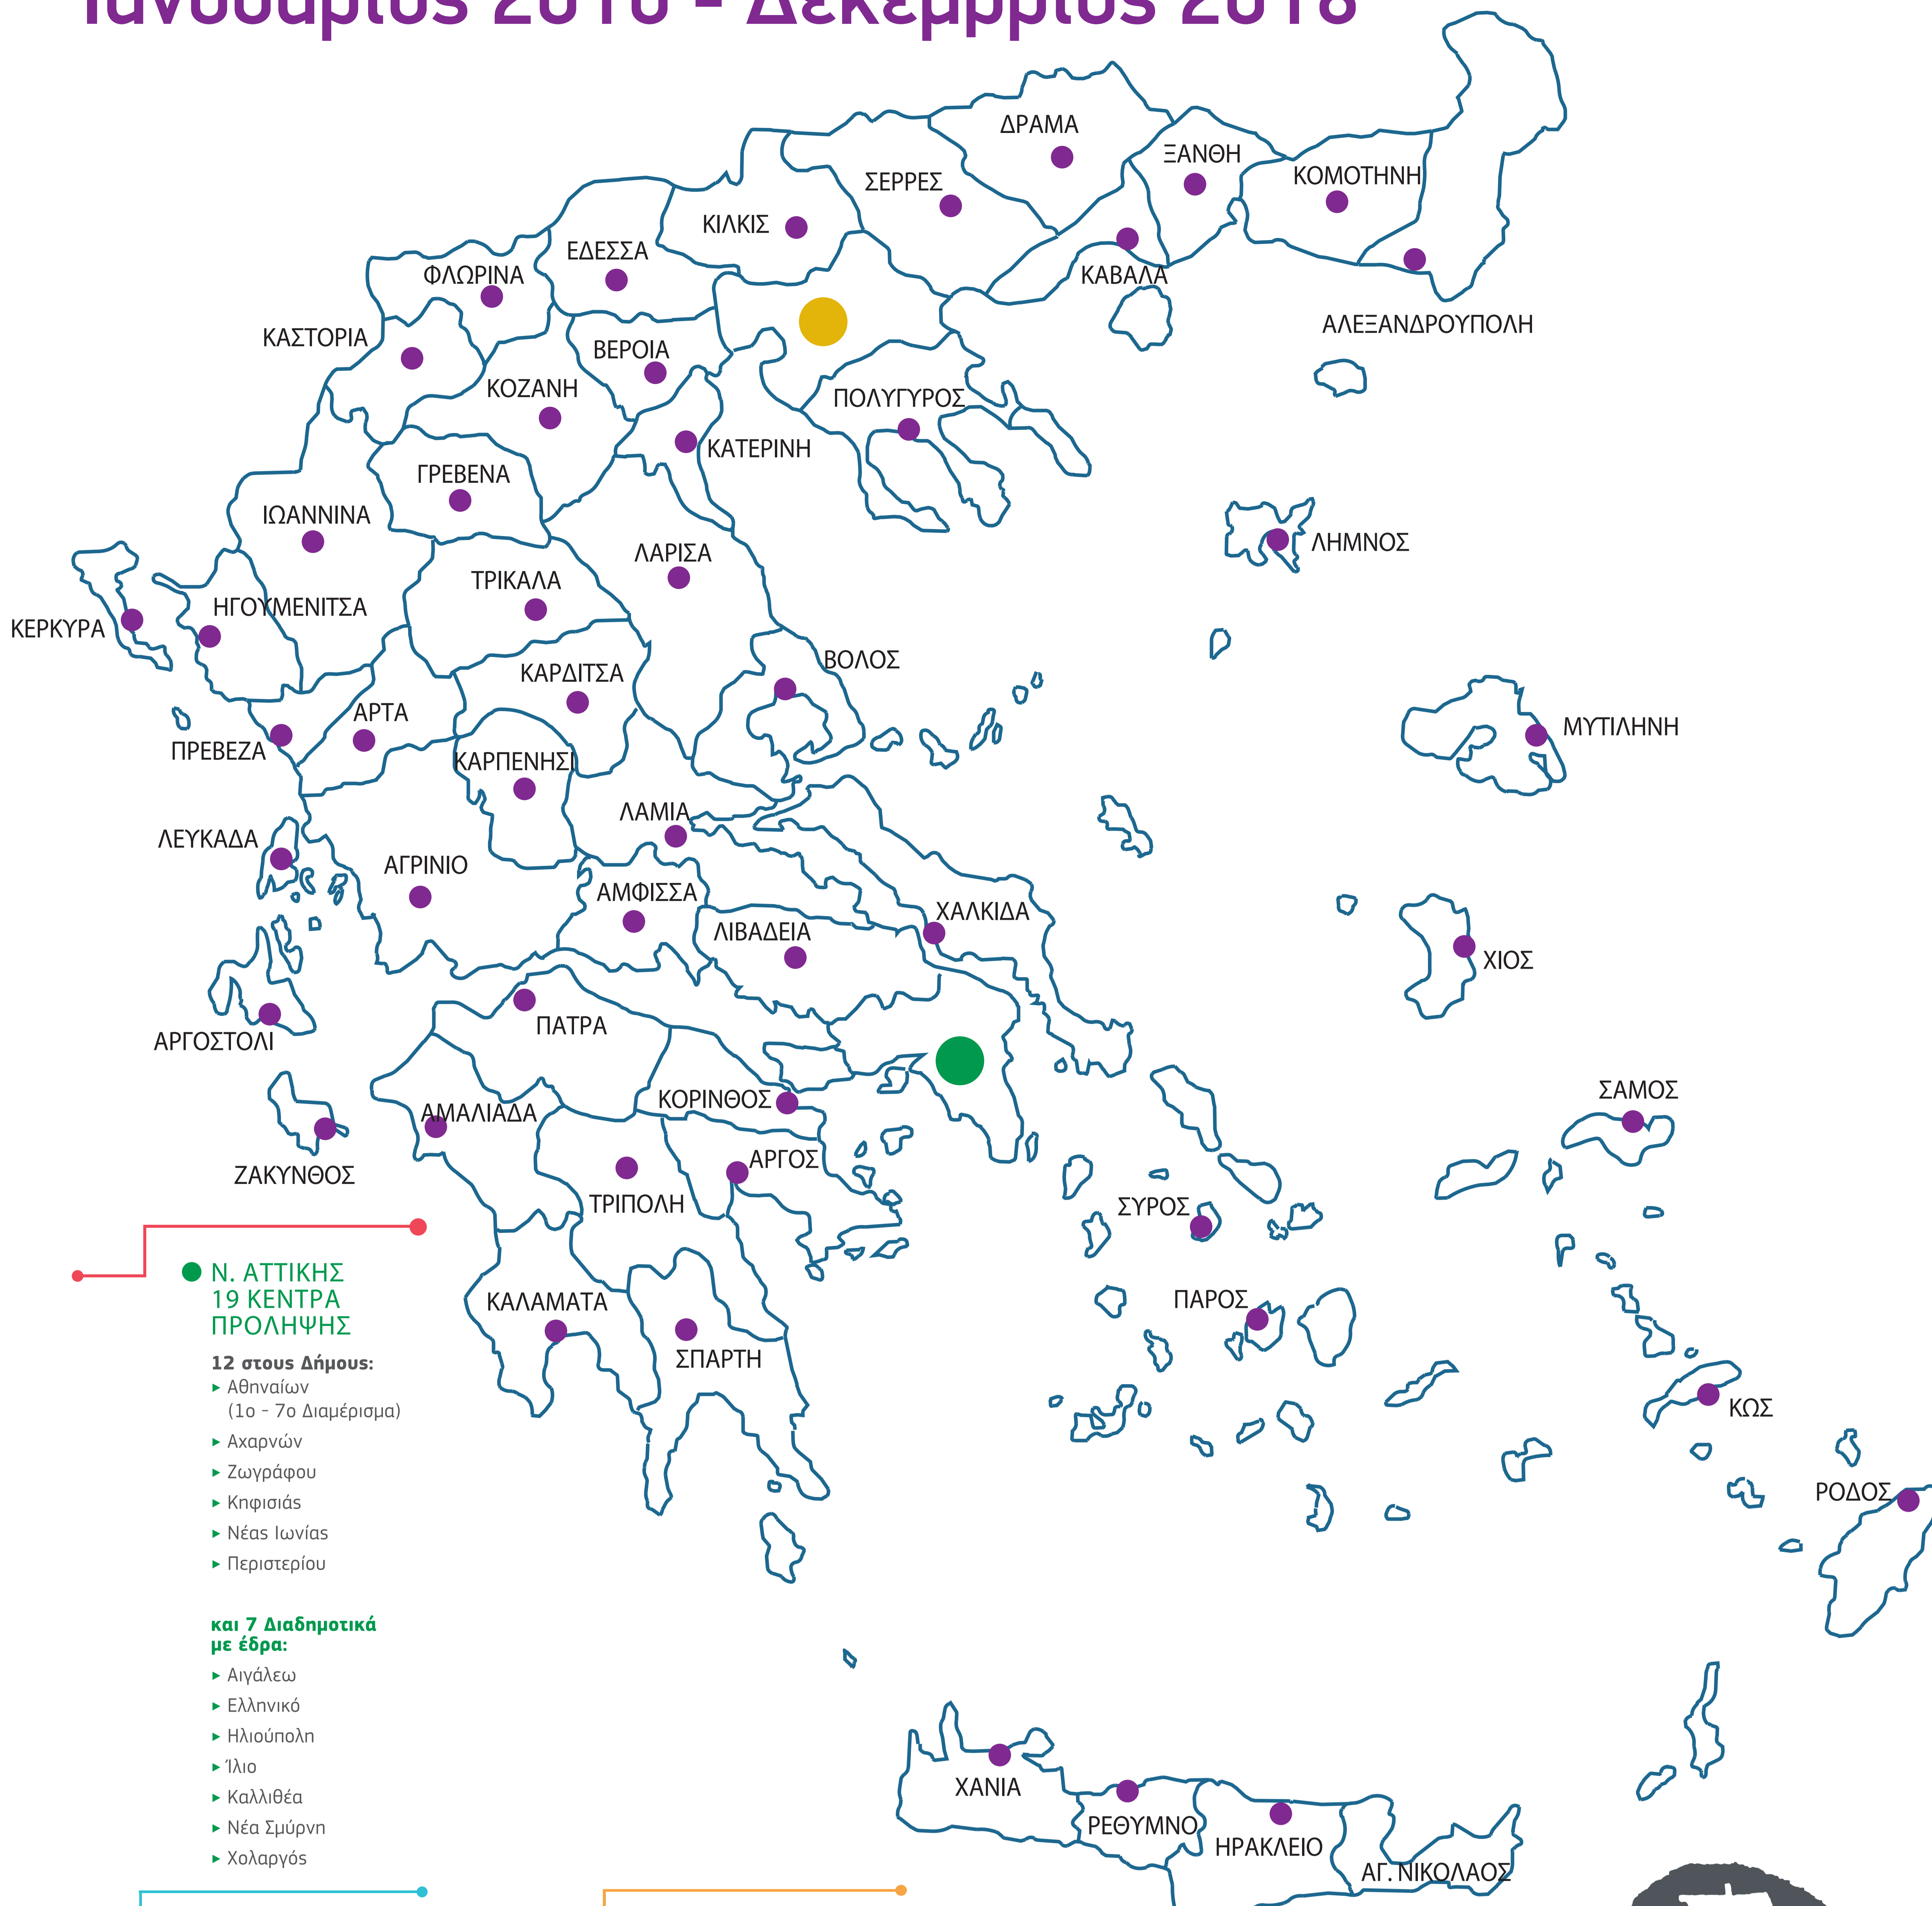 Ιανουάριος 2016 - Δεκέμβριος 2018
ΔΡΑΜΑ
ΞΑΝΘΗ
ΚΟΜΟΤΗΝΗ
ΣΕΡΡΕΣ
ΚΙΛΚΙΣ
ΕΔΕΣΣΑ
ΦΛΩΡΙΝΑ
ΚΑΒΑΛΑ
ΑΛΕΞΑΝΔΡΟΥΠΟΛΗ
ΚΑΣΤΟΡΙΑ
ΒΕΡΟΙΑ
ΚΟΖΑΝΗ
ΠΟΛΥΓΥΡΟΣ
ΚΑΤΕΡΙΝΗ
ΓΡΕΒΕΝΑ
ΙΩΑΝΝΙΝΑ
ΛΗΜΝΟΣ
ΛΑΡΙΣΑ
ΤΡΙΚΑΛΑ
ΗΓΟΥΜΕΝΙΤΣΑ
ΚΕΡΚΥΡΑ
ΒΟΛΟΣ
ΚΑΡΔΙΤΣΑ
ΑΡΤΑ
ΜΥΤΙΛΗΝΗ
ΠΡΕΒΕΖΑ
ΚΑΡΠΕΝΗΣΙ
ΛΑΜΙΑ
ΛΕΥΚΑΔΑ
ΑΓΡΙΝΙΟ
ΑΜΦΙΣΣΑ
ΧΑΛΚΙΔΑ
ΛΙΒΑΔΕΙΑ
ΧΙΟΣ
ΠΑΤΡΑ
ΑΡΓΟΣΤΟΛΙ
ΣΑΜΟΣ
ΚΟΡΙΝΘΟΣ
ΑΜΑΛΙΑΔΑ
ΑΡΓΟΣ
ΖΑΚΥΝΘΟΣ
ΤΡΙΠΟΛΗ
ΣΥΡΟΣ
ΠΑΡΟΣ
ΚΑΛΑΜΑΤΑ
ΣΠΑΡΤΗ
ΚΩΣ
ΡΟΔΟΣ
Ν. ΑΤΤΙΚΗΣ
19 ΚΕΝΤΡΑ
ΠΡΟΛΗΨΗΣ
12 στους Δήμους:
▸ Αθηναίων
(1ο - 7ο Διαμέρισμα)
▸ Αχαρνών
▸ Ζωγράφου
▸ Κηφισιάς
▸ Νέας Ιωνίας
▸ Περιστερίου
και 7 Διαδημοτικά
με έδρα:
▸ Αιγάλεω
▸ Ελληνικό
▸ Ηλιούπολη
▸ Ίλιο
▸ Καλλιθέα
▸ Νέα Σμύρνη
▸ Χολαργός
ΧΑΝΙΑ
ΡΕΘΥΜΝΟ
ΗΡΑΚΛΕΙΟ
ΑΓ. ΝΙΚΟΛΑΟΣ